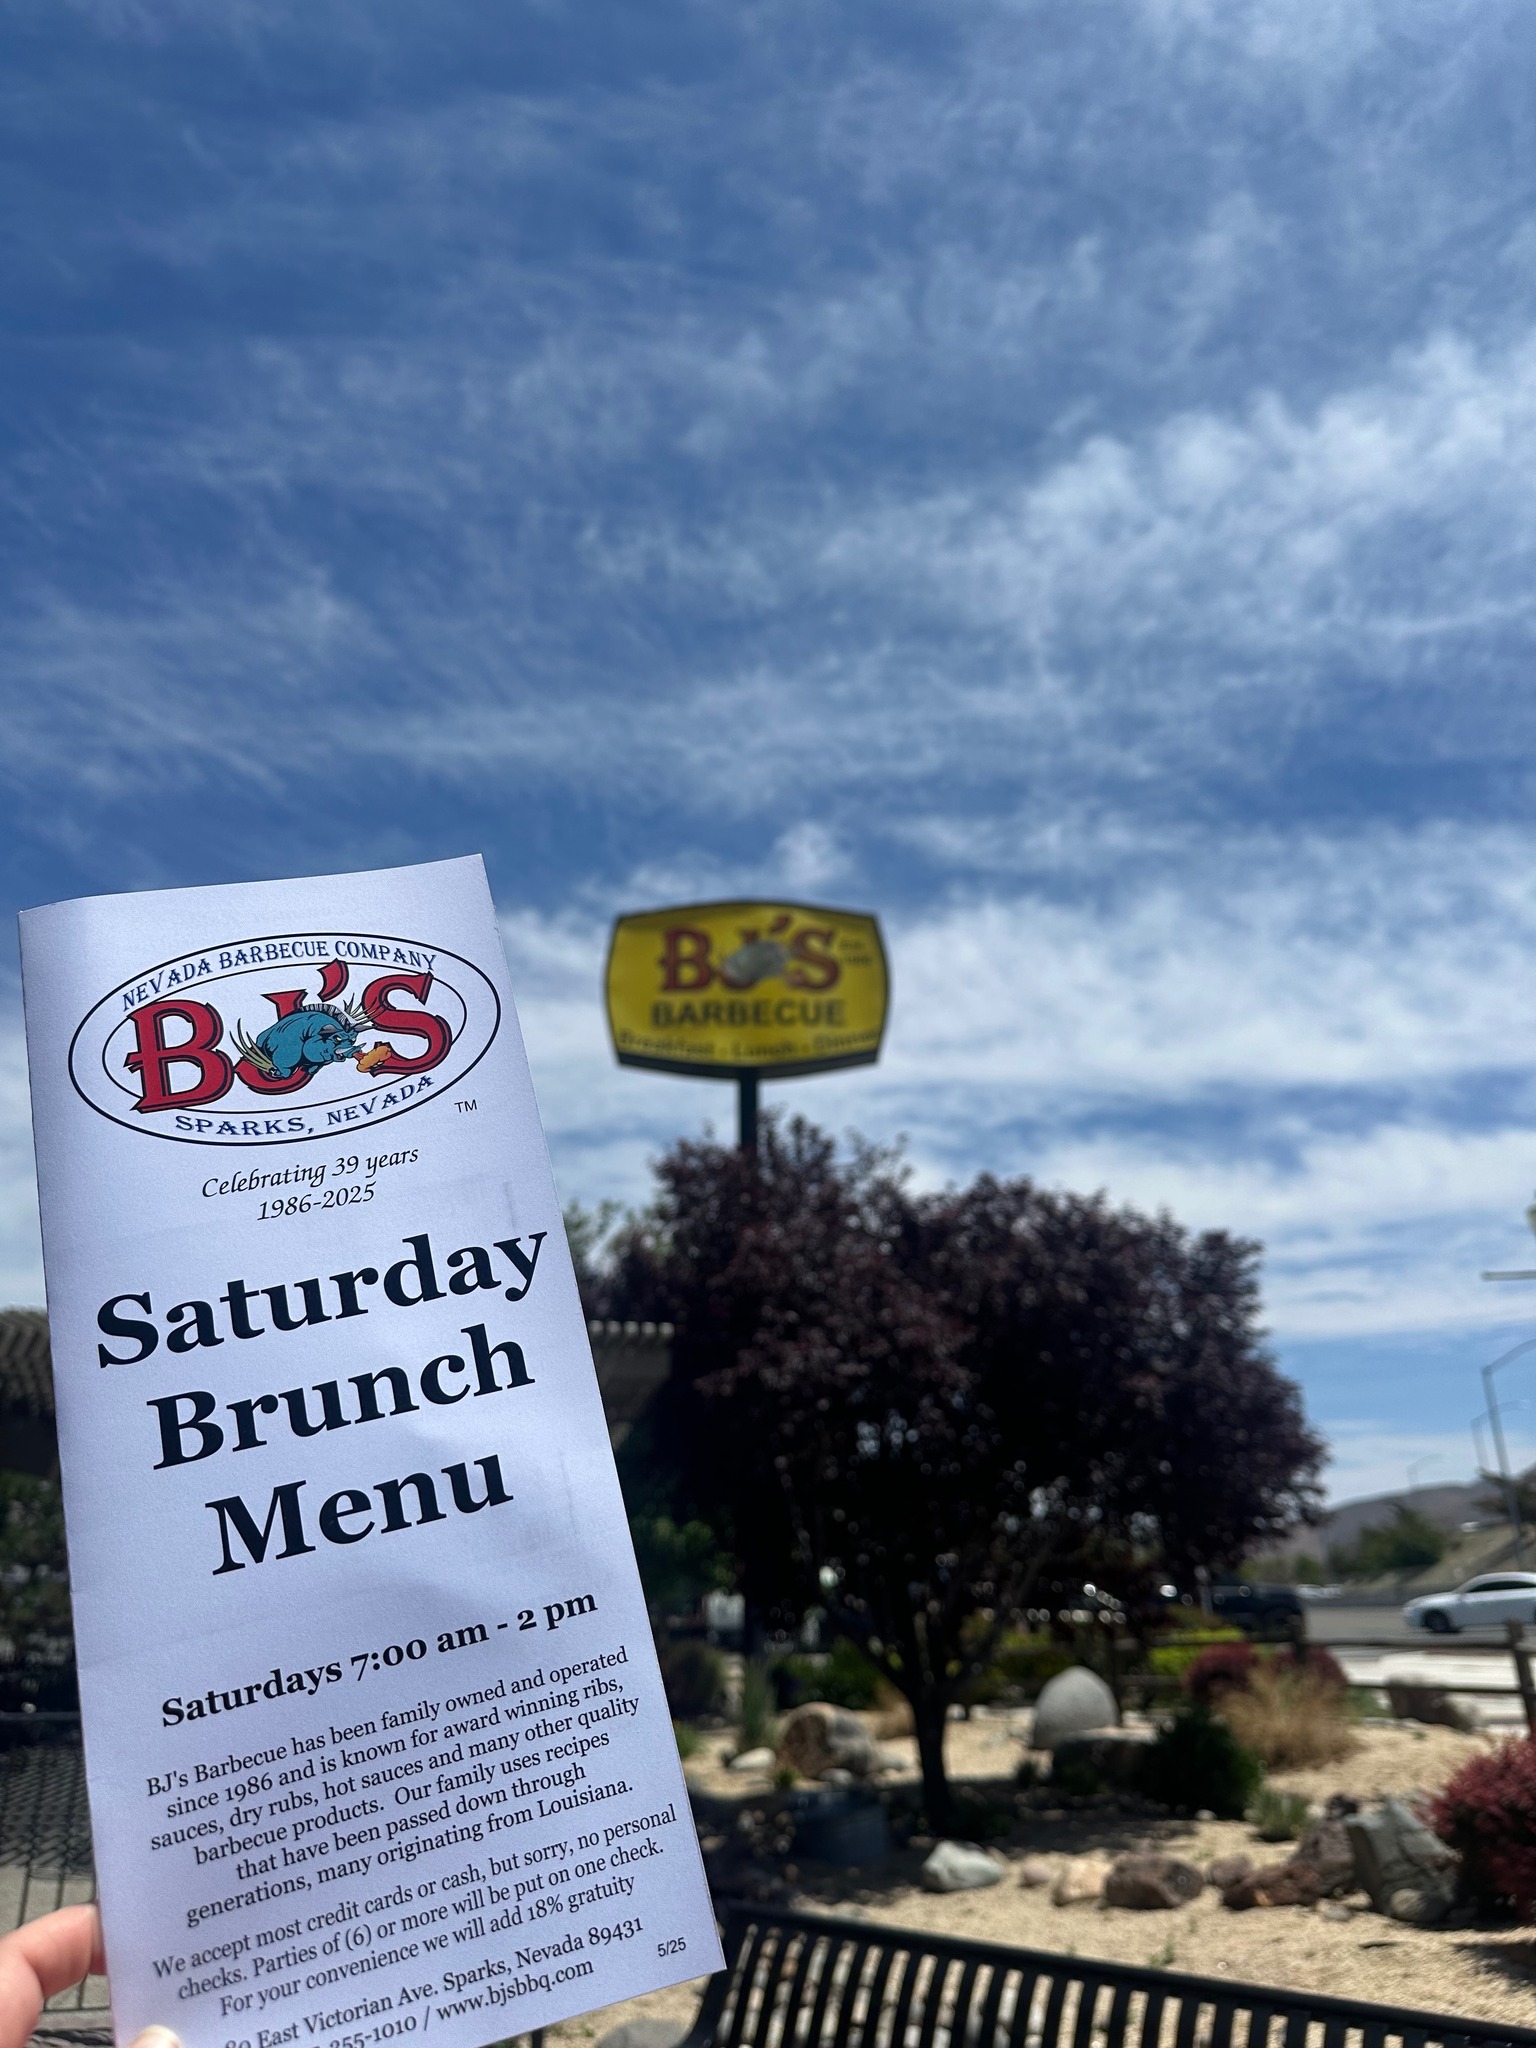 NEVADA BARBECUE COMPANY
BJ'S
SPARKS, NEVADA
TM
Celebrating 39 years
1986-2025
Saturday
Brunch
Menu
Saturdays 7:00 am - 2 pm
BJ's Barbecue has been family owned and operated
since 1986 and is known for award winning ribs,
sauces, dry rubs, hot sauces and many other quality
barbecue products. Our family uses recipes
that have been passed down through
generations, many originating from Louisiana.
We accept most credit cards or cash, but sorry, no personal
checks. Parties of (6) or more will be put on one check.
For your convenience we will add 18% gratuity
East Victorian Ave. Sparks, Nevada 89431
355-1010 / www.bjsbbq.com
5/25
BJ'S
BARBECUE
Breakfast - Lunch - Dinner